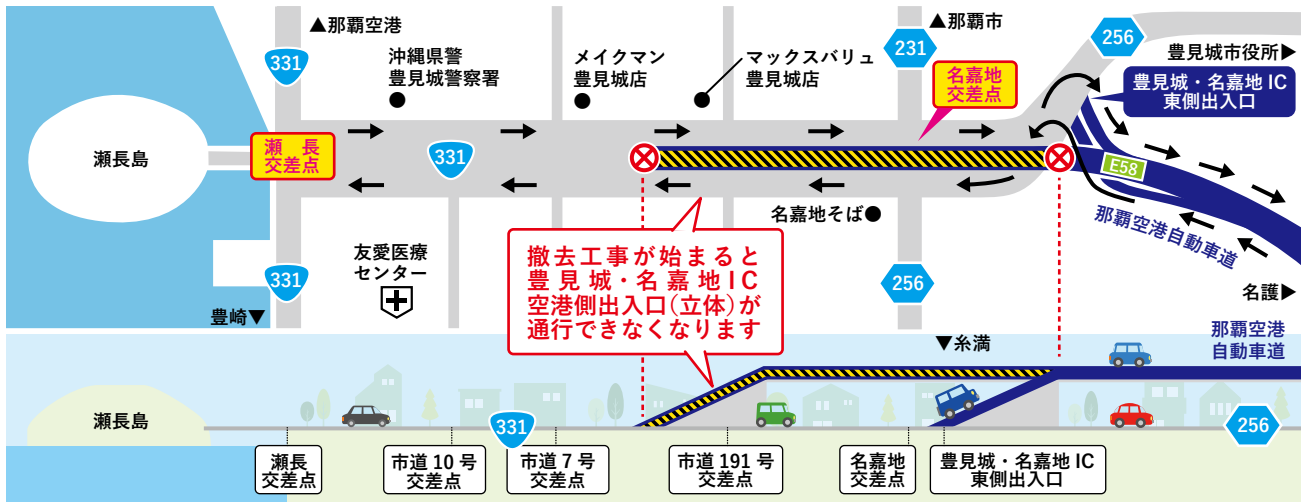 ▲那覇空港
331
沖縄県警
豊見城警察署
メイクマン
豊見城店
マックスバリュ
豊見城店
231
▲那覇市
256
豊見城市役所▶
名嘉地
交差点
豊見城・名嘉地IC
東側出入口
瀬長島
瀬長
交差点
331
E58
名嘉地そば
那覇空港自動車道
友愛医療
センター
331
豊崎▼
撤去工事が始まると
豊見城・名嘉地IC
空港側出入口(立体)が
通行できなくなります
256
名護▶
▼糸満
那覇空港
自動車道
瀬長島
331
256
瀬長
交差点
市道10号
交差点
市道7号
交差点
市道191号
交差点
名嘉地
交差点
豊見城・名嘉地IC
東側出入口